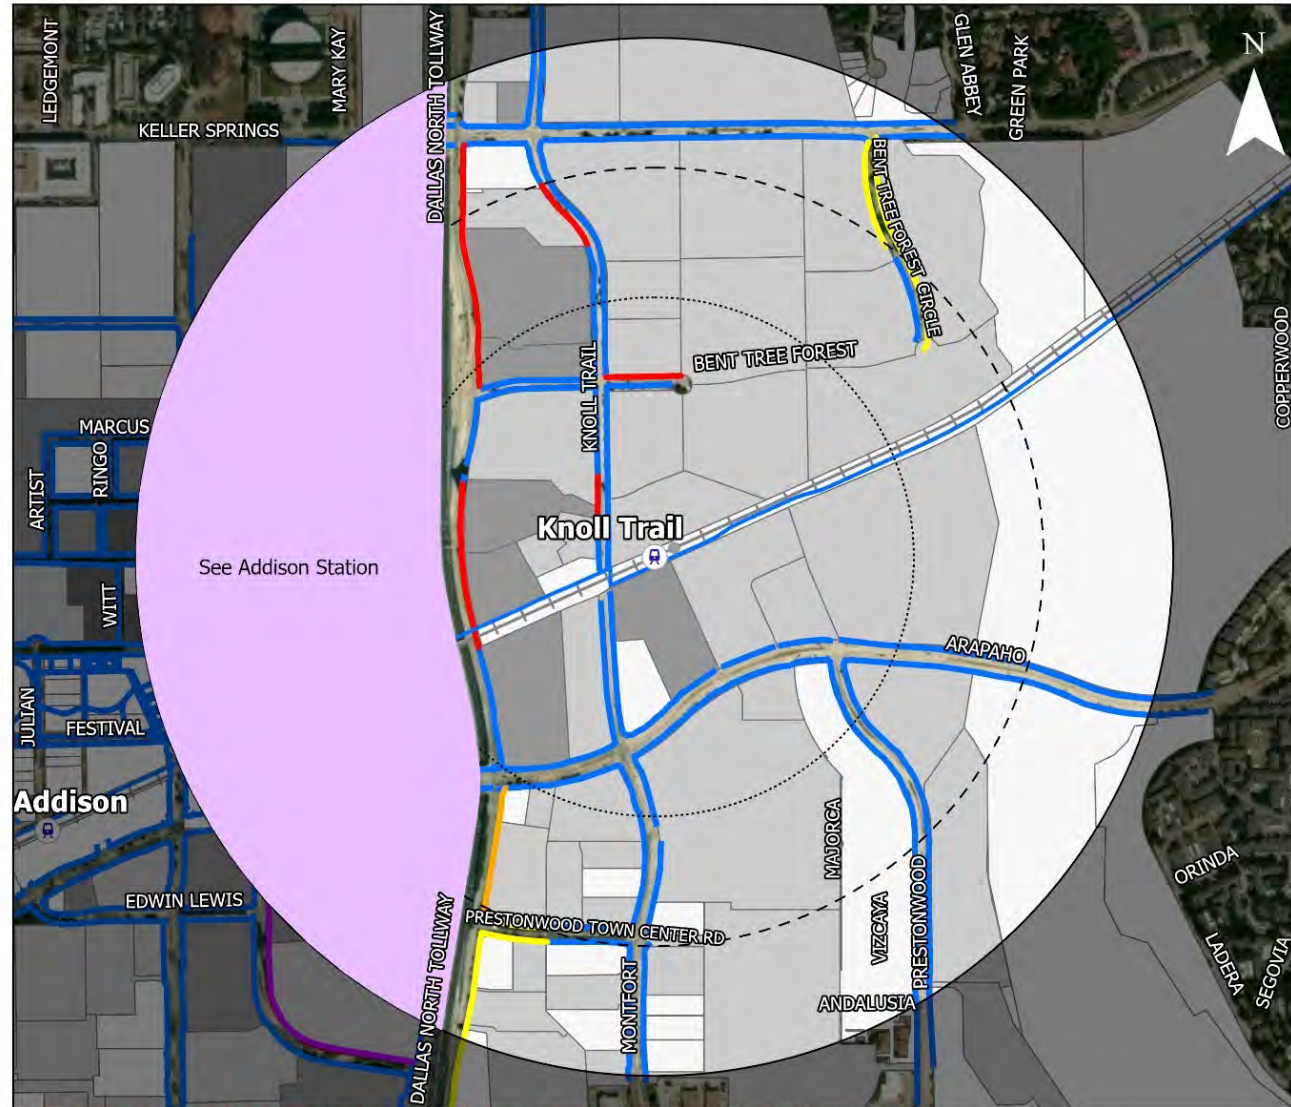 LEDGEMONT
MARY KAY
DALLAS NORTH TOLLWAY
GLEN ABBEY
GREEN PARK
N
KELLER SPRINGS
BENT TREE FOREST CIRCLE
COPPERWOOD
KNOLL TRAIL
BENT TREE FOREST
MARCUS
RINGO
ARTIST
Knoll Trail
See Addison Station
WITT
ARAPAHO
JULIAN
FESTIVAL
Addison
MAJORCA
PRESTONWOOD
ORINDA
EDWIN LEWIS
PRESTONWOOD TOWN CENTER RD
VIZCAYA
LADERA
SEGOVIA
DALLAS NORTH TOLLWAY
MONTFORT
ANDALUSIA